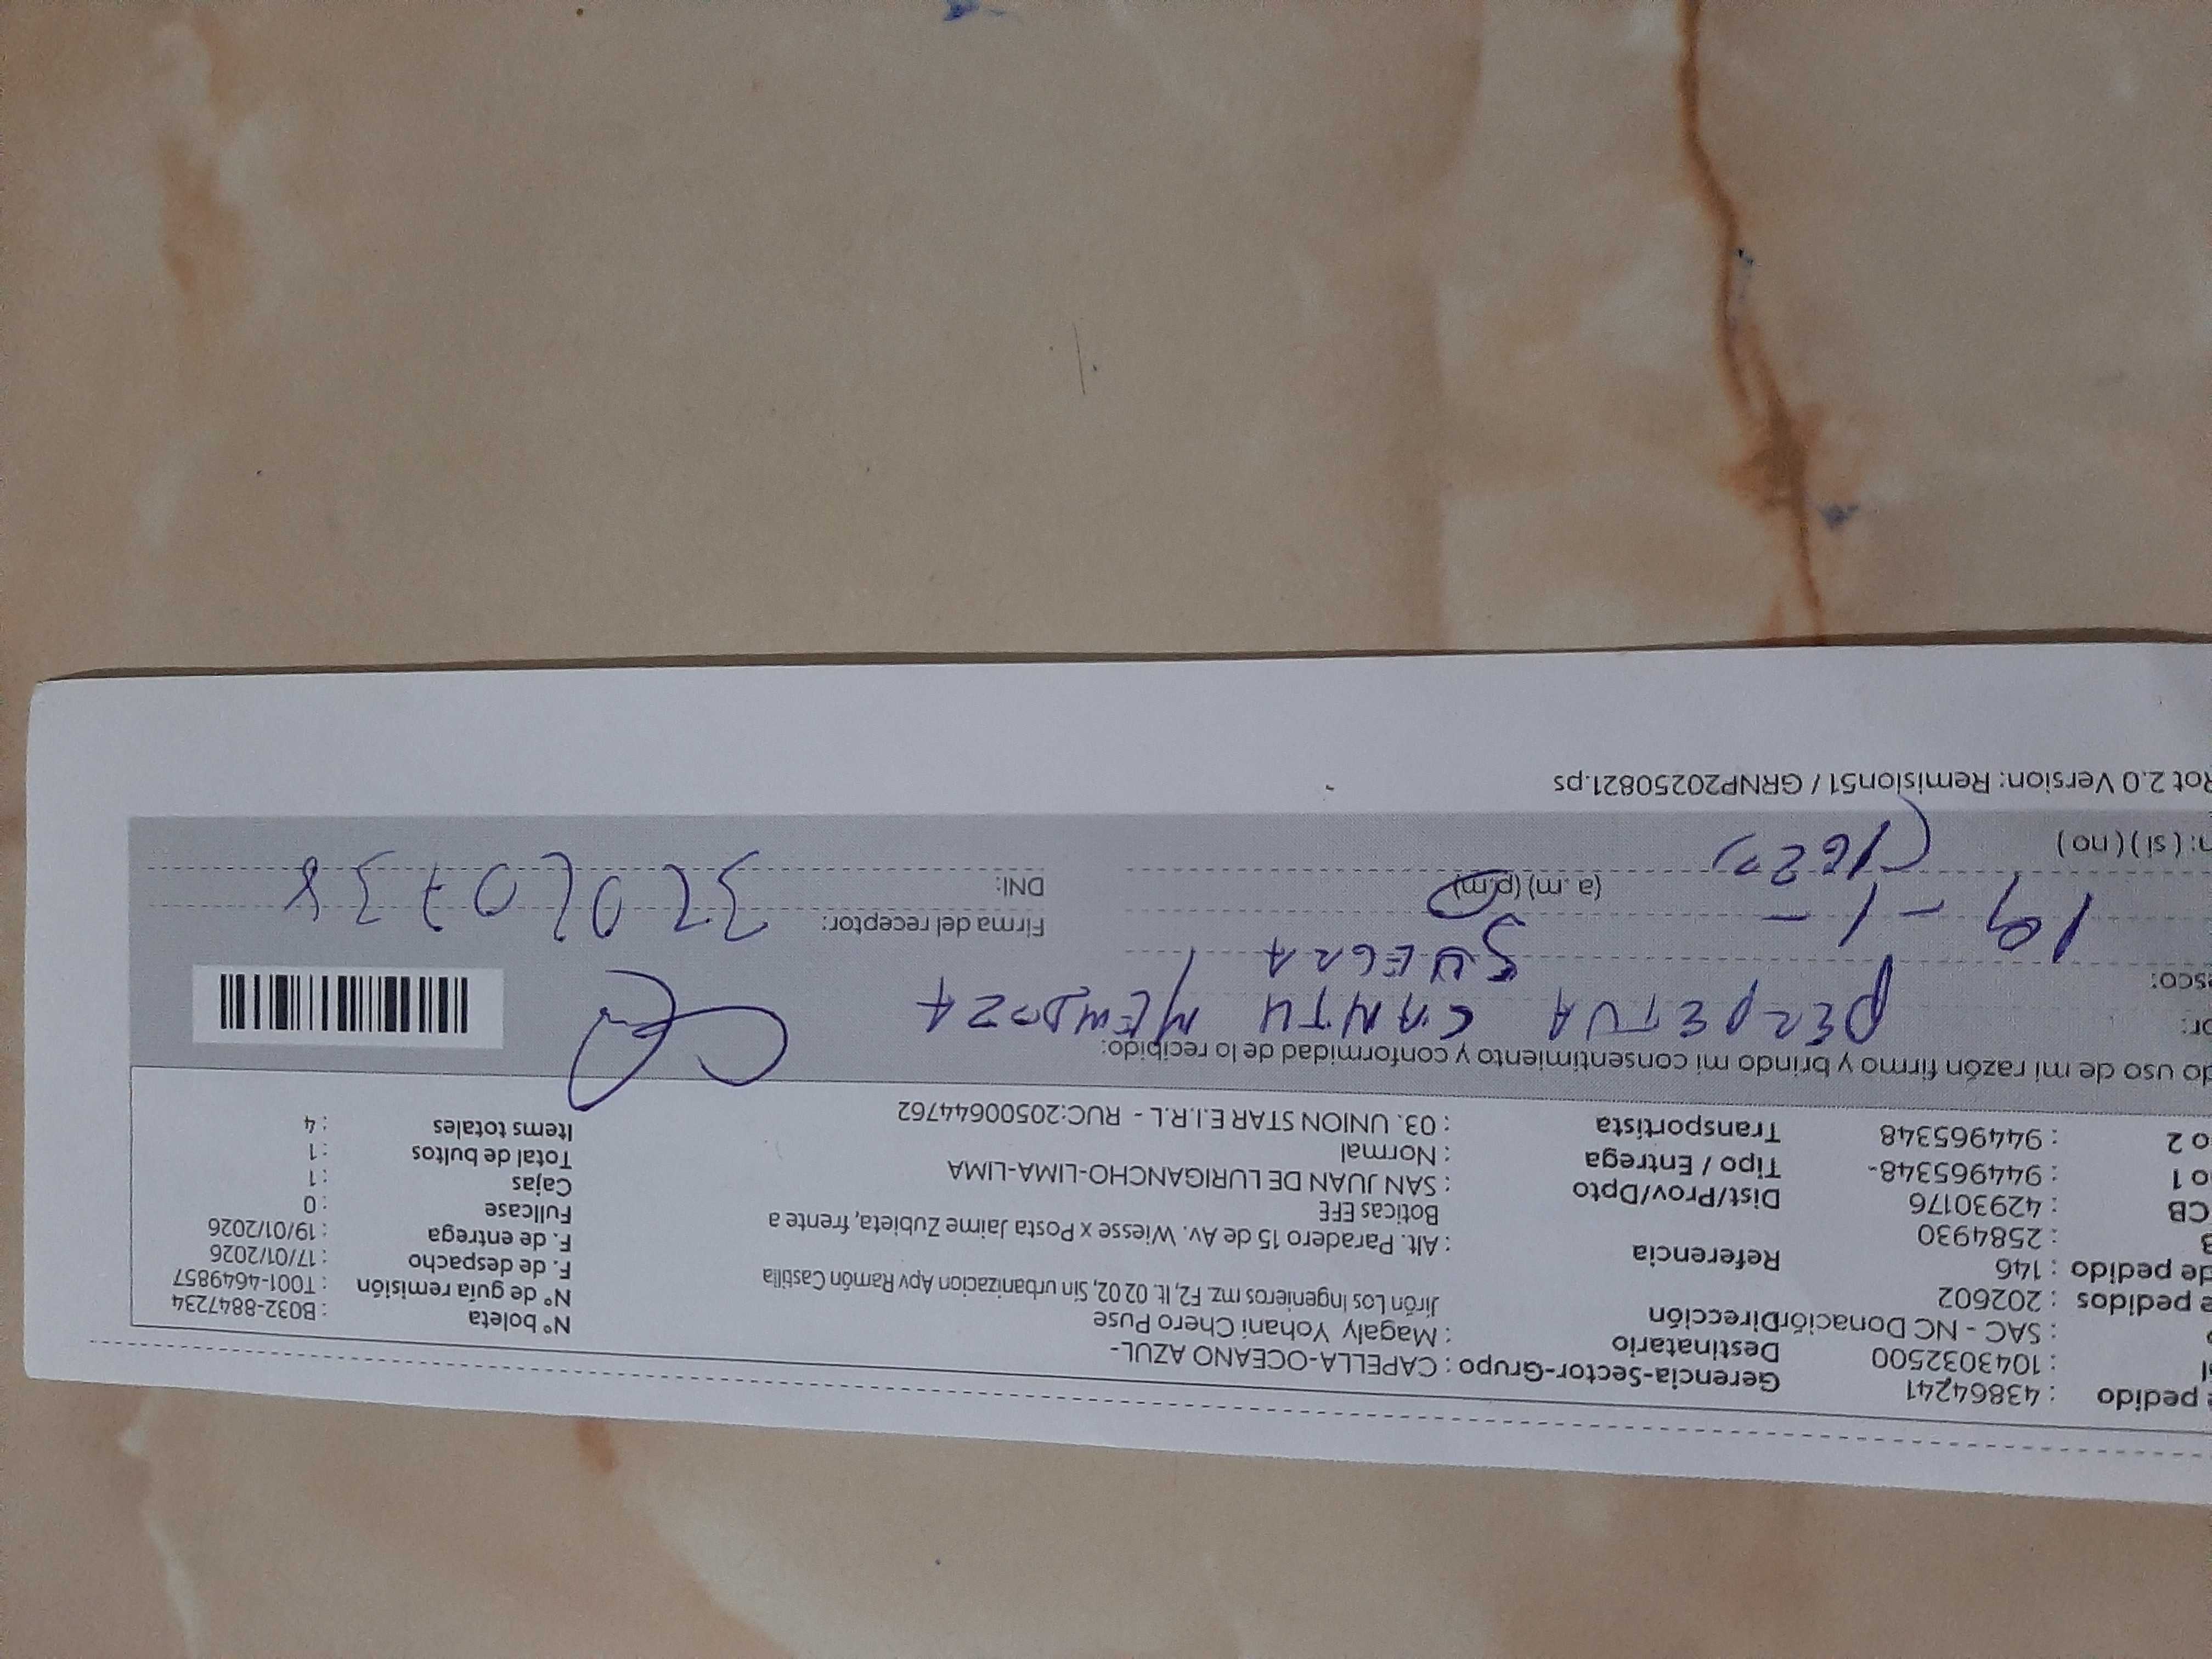 e pedido : 43864241 Gerencia-Sector-Grupo : CAPELLA-OCEANO AZUL-
: 1043032500 Destinatario : Magaly Yohani Chero Puse
: SAC - NC Donación Dirección Jirón Los Ingenieros mz. F2, lt. 02 02, Sin urbanizacion Apv Ramón Castilla
e pedidos : 202602
de pedido : 146 Referencia : Alt. Paradero 15 de Av. Wiesse x Posta Jaime Zubieta, frente a
: 2584930 Boticas EFE
CB : 42930176 Dist/Prov/Dpto : SAN JUAN DE LURIGANCHO-LIMA-LIMA
o 1 : 944965348- Tipo / Entrega : Normal
o 2 : 944965348 Transportista : 03. UNION STAR E.I.R.L - RUC:20500644762
N° boleta : B032-8847234
N° de guía remisión : T001-4649857
F. de despacho : 17/01/2026
F. de entrega : 19/01/2026
Fullcase : 0
Cajas : 1
Total de bultos : 1
Items totales : 4
do uso de mi razón firmo y brindo mi consentimiento y conformidad de lo recibido:
or: PERPETUA CANTU MENDOZA
esco: SUEGRA
19 - 1 - (a.m) (p.m)
Firma del receptor:
DNI: 32020738
n: ( si ) ( no ) (1620)
Rot 2.0 Version: Remision51 / GRNP20250821.ps